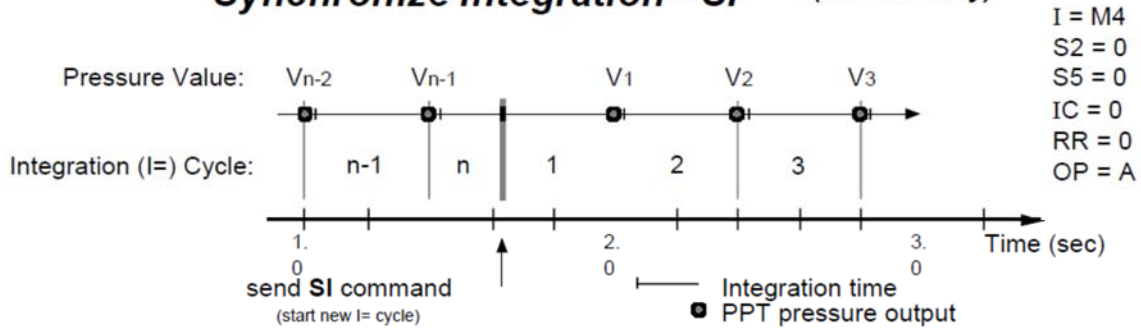 Synchronize Integration - SI
I = M4
S2 = 0
Pressure Value: Vn-2 Vn-1 V1 V2 V3
S5 = 0
IC = 0
RR = 0
Integration (I=) Cycle: n-1 n 1 2 3
OP = A
1.0 2.0 3.0 Time (sec)
send SI command
(start new I= cycle)
Integration time
PPT pressure output